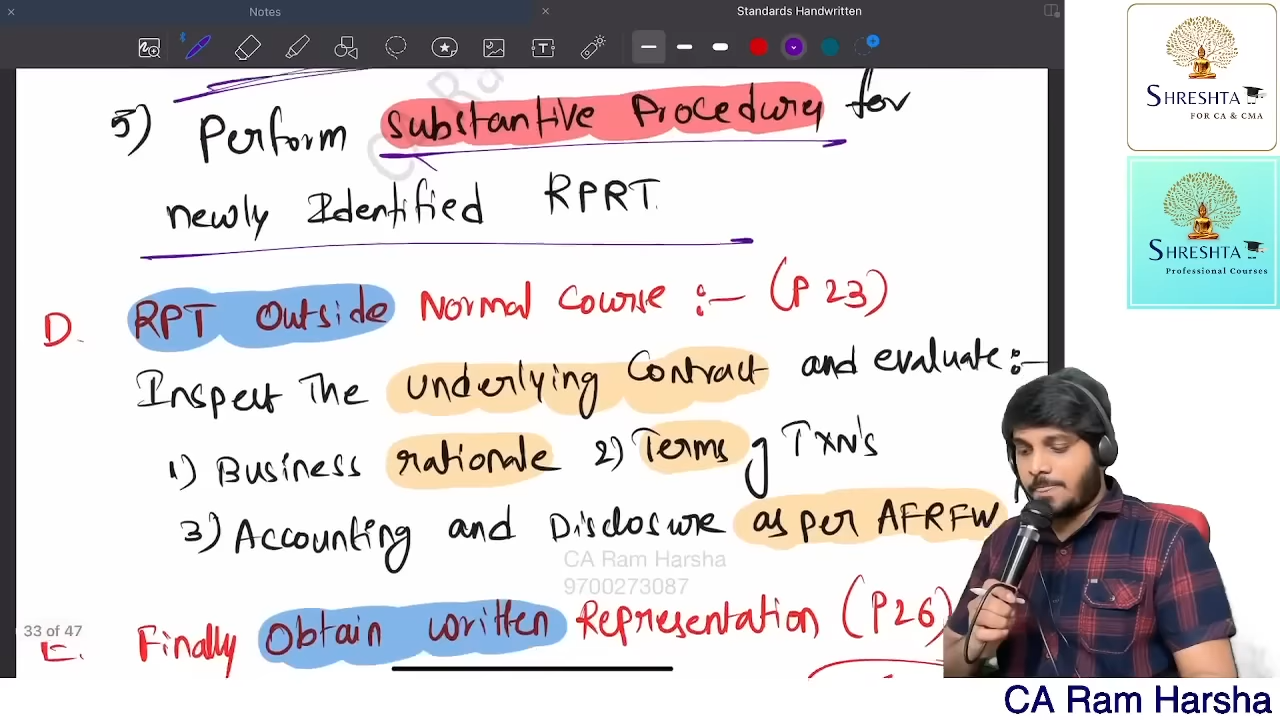 Notes
Standards Handwritten
5) Perform Substantive Procedury for
newly Identified RPRT.
D. RPT Outside Normal Course :- (P 23)
Inspect The underlying Contract and evaluate:-
1) Business rationale 2) Terms of TXN's
3) Accounting and Disclosure as per AFRFW
CA Ram Harsha
9700273087
33 of 47
E. Finally Obtain written Representation (P26)
SHRESHTA
FOR CA & CMA
SHRESHTA
Professional Courses
CA Ram Harsha